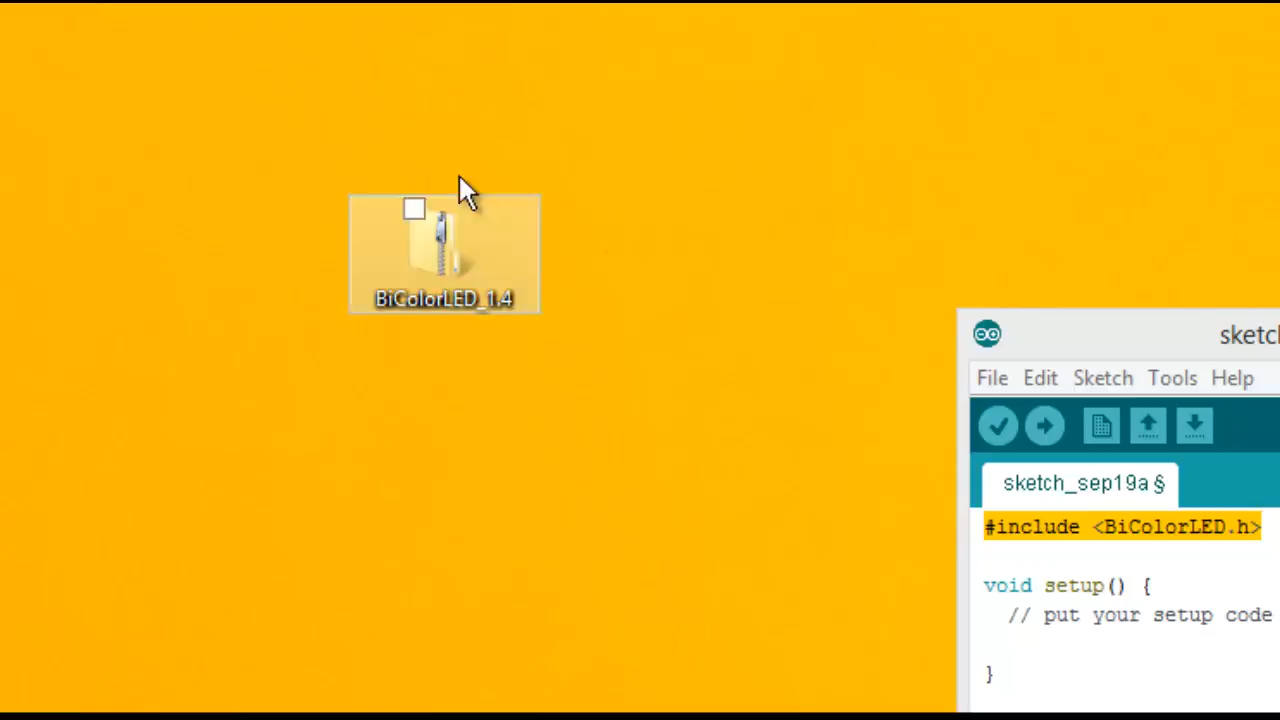 BiColorLED_1.4
sketch
File Edit Sketch Tools Help
sketch_sep19a §
#include <BiColorLED.h>
void setup() {
// put your setup code
}